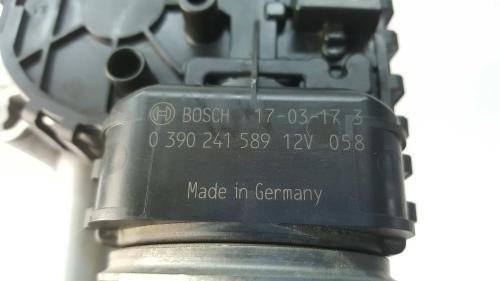 BOSCH 17-03-17 3
0 390 241 589 12V 058
Made in Germany